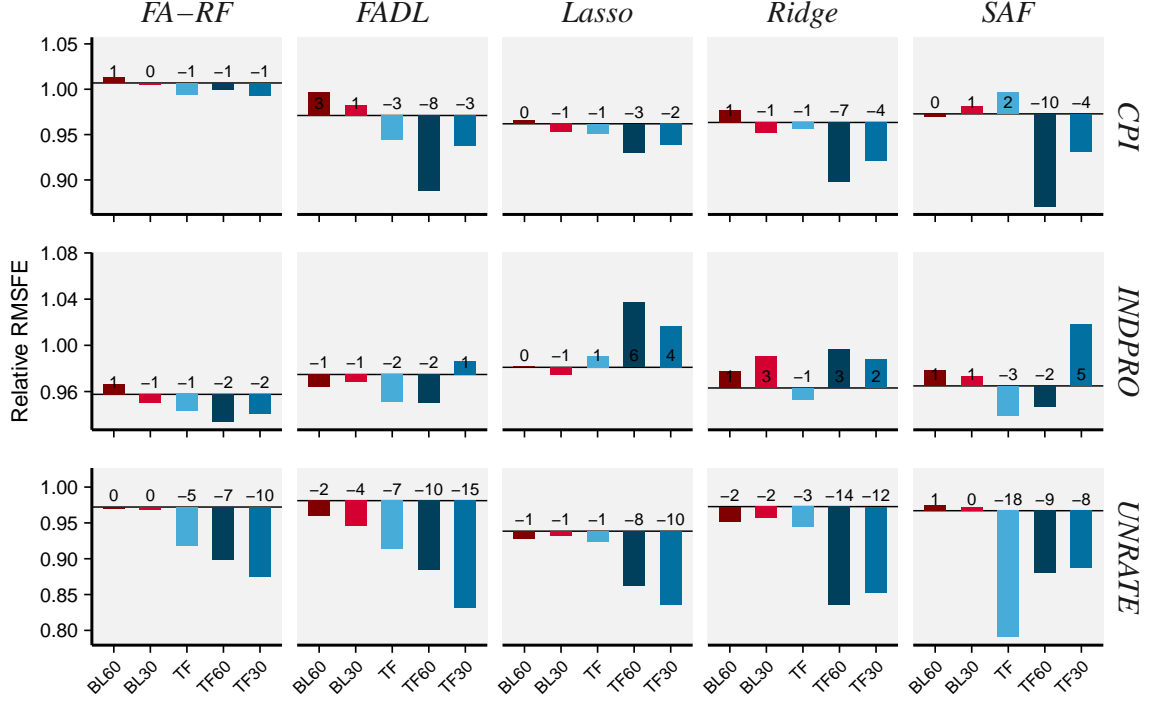 FA−RF FADL Lasso Ridge SAF
1.05
1.00
0.95
0.90
1 0 −1 −1 −1
3 1 −3 −8 −3
0 −1 −1 −3 −2
1 −1 −1 −7 −4
0 1 2 −10 −4
CPI
Relative RMSFE
1.08
1.04
1.00
0.96
1 −1 −1 −2 −2
−1 −1 −2 −2 1
0 −1 1 6 4
1 3 −1 3 2
1 1 −3 −2 5
INDPRO
1.00
0.95
0.90
0.85
0.80
0 0 −5 −7 −10
−2 −4 −7 −10 −15
−1 −1 −1 −8 −10
−2 −2 −3 −14 −12
1 0 −18 −9 −8
UNRATE
BL60 BL30 TF TF60 TF30
BL60 BL30 TF TF60 TF30
BL60 BL30 TF TF60 TF30
BL60 BL30 TF TF60 TF30
BL60 BL30 TF TF60 TF30